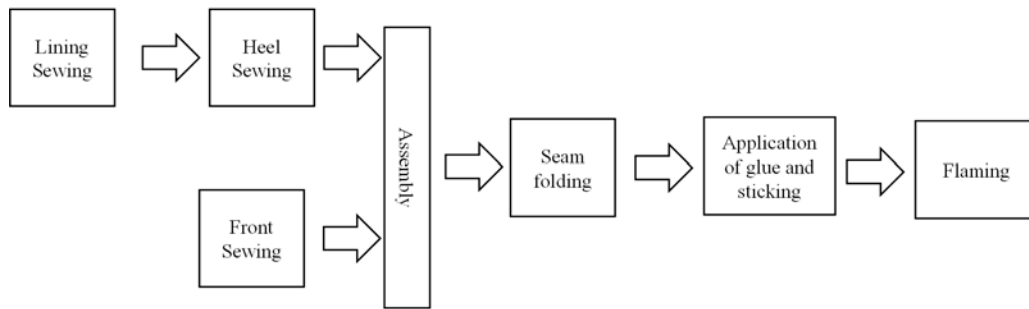 Lining
Sewing
Heel
Sewing
Front
Sewing
Assembly
Seam
folding
Application
of glue and
sticking
Flaming